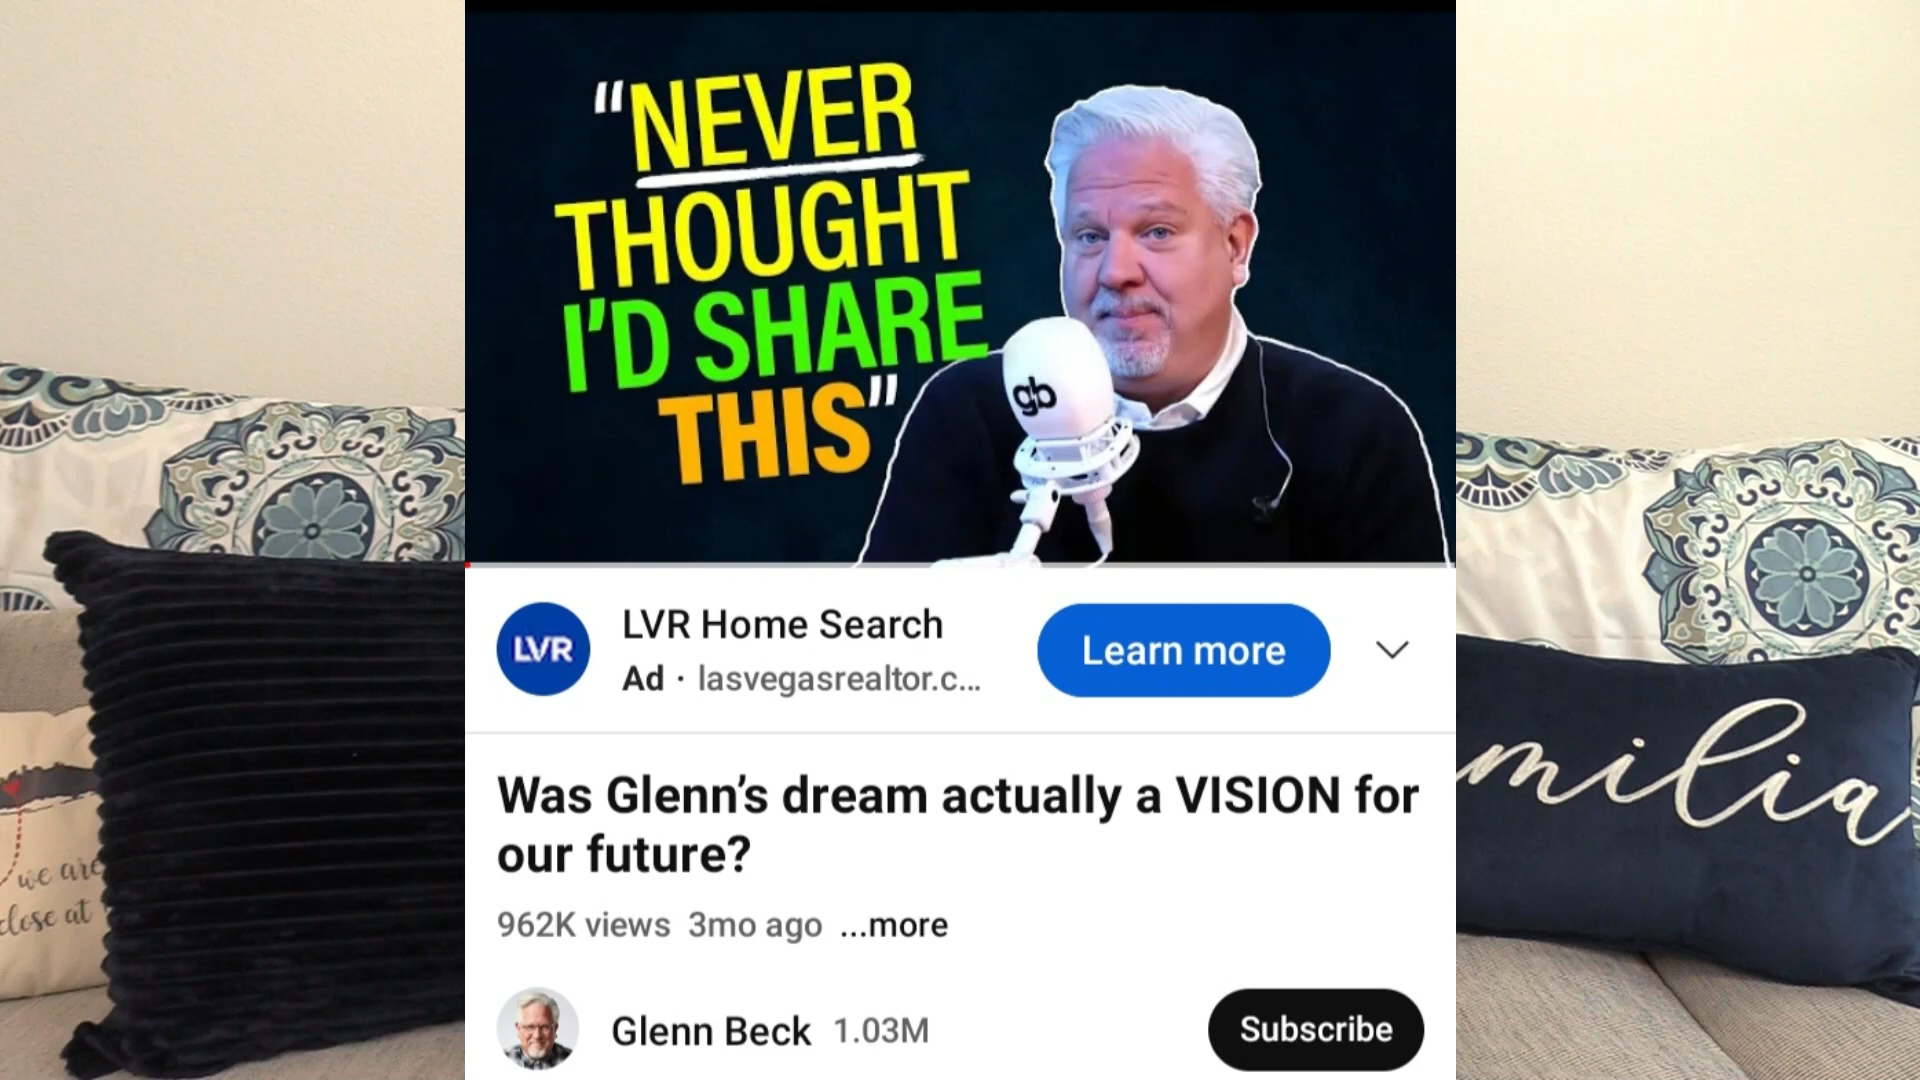 “NEVER
THOUGHT
I’D SHARE
THIS”
gb
LVR
LVR Home Search
Ad · lasvegasrealtor.c...
Learn more
Was Glenn’s dream actually a VISION for
our future?
962K views 3mo ago ...more
Glenn Beck 1.03M
Subscribe
we are
close at
milia